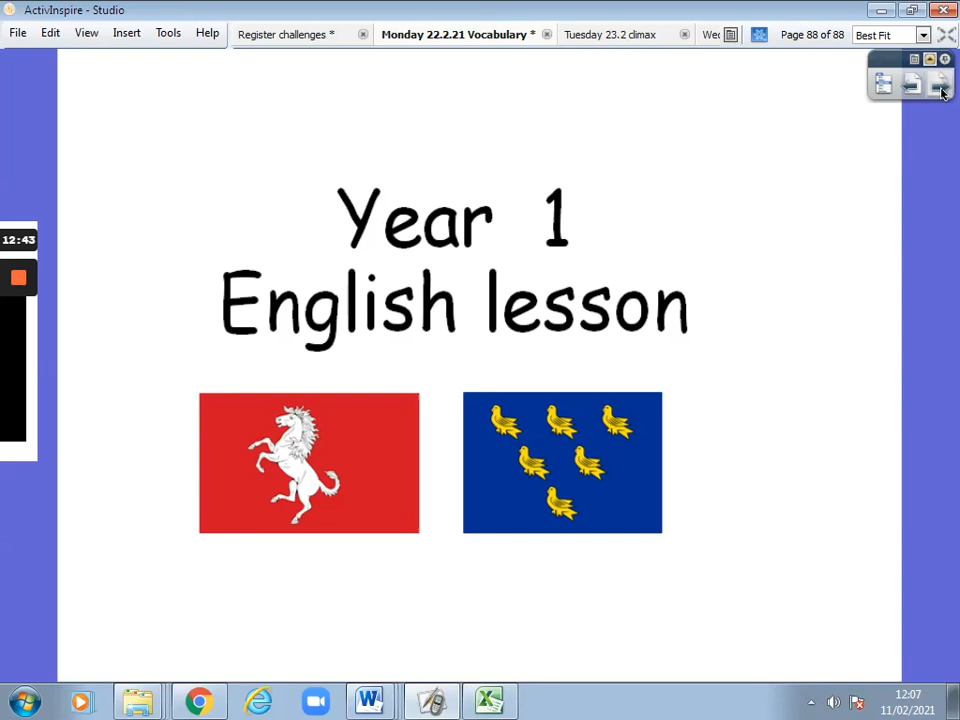 ActivInspire - Studio
File Edit View Insert Tools Help Register challenges * Monday 22.2.21 Vocabulary * Tuesday 23.2 climax Wec Page 88 of 88 Best Fit
Year 1
English lesson
12:43
12:07
11/02/2021